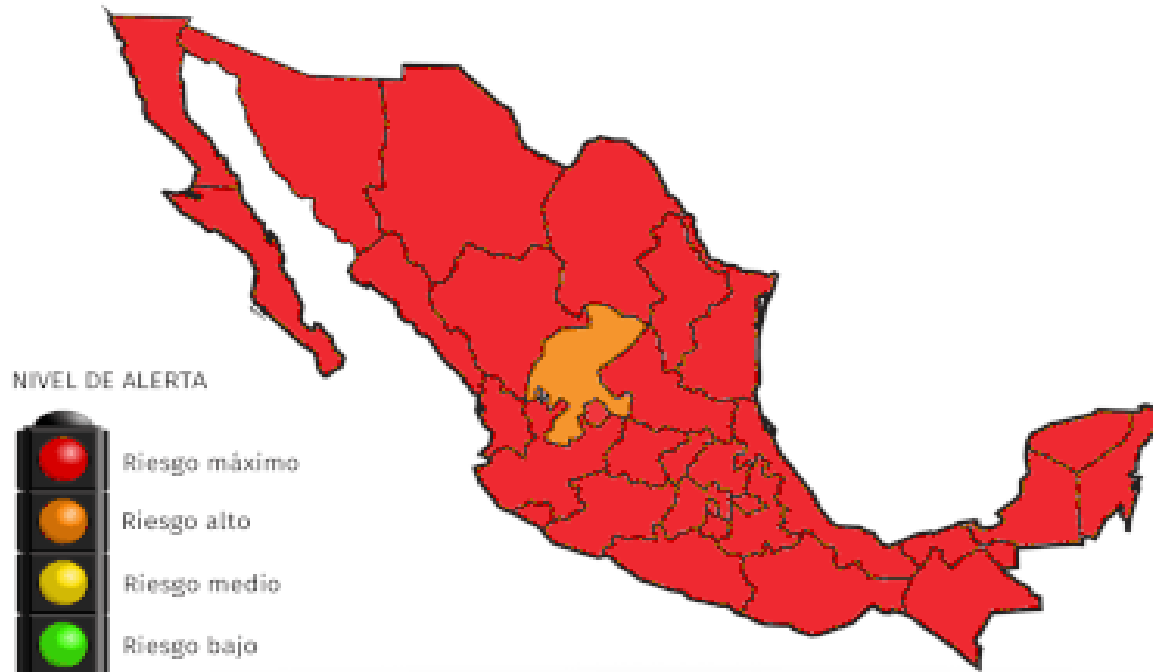 NIVEL DE ALERTA
Riesgo máximo
Riesgo alto
Riesgo medio
Riesgo bajo